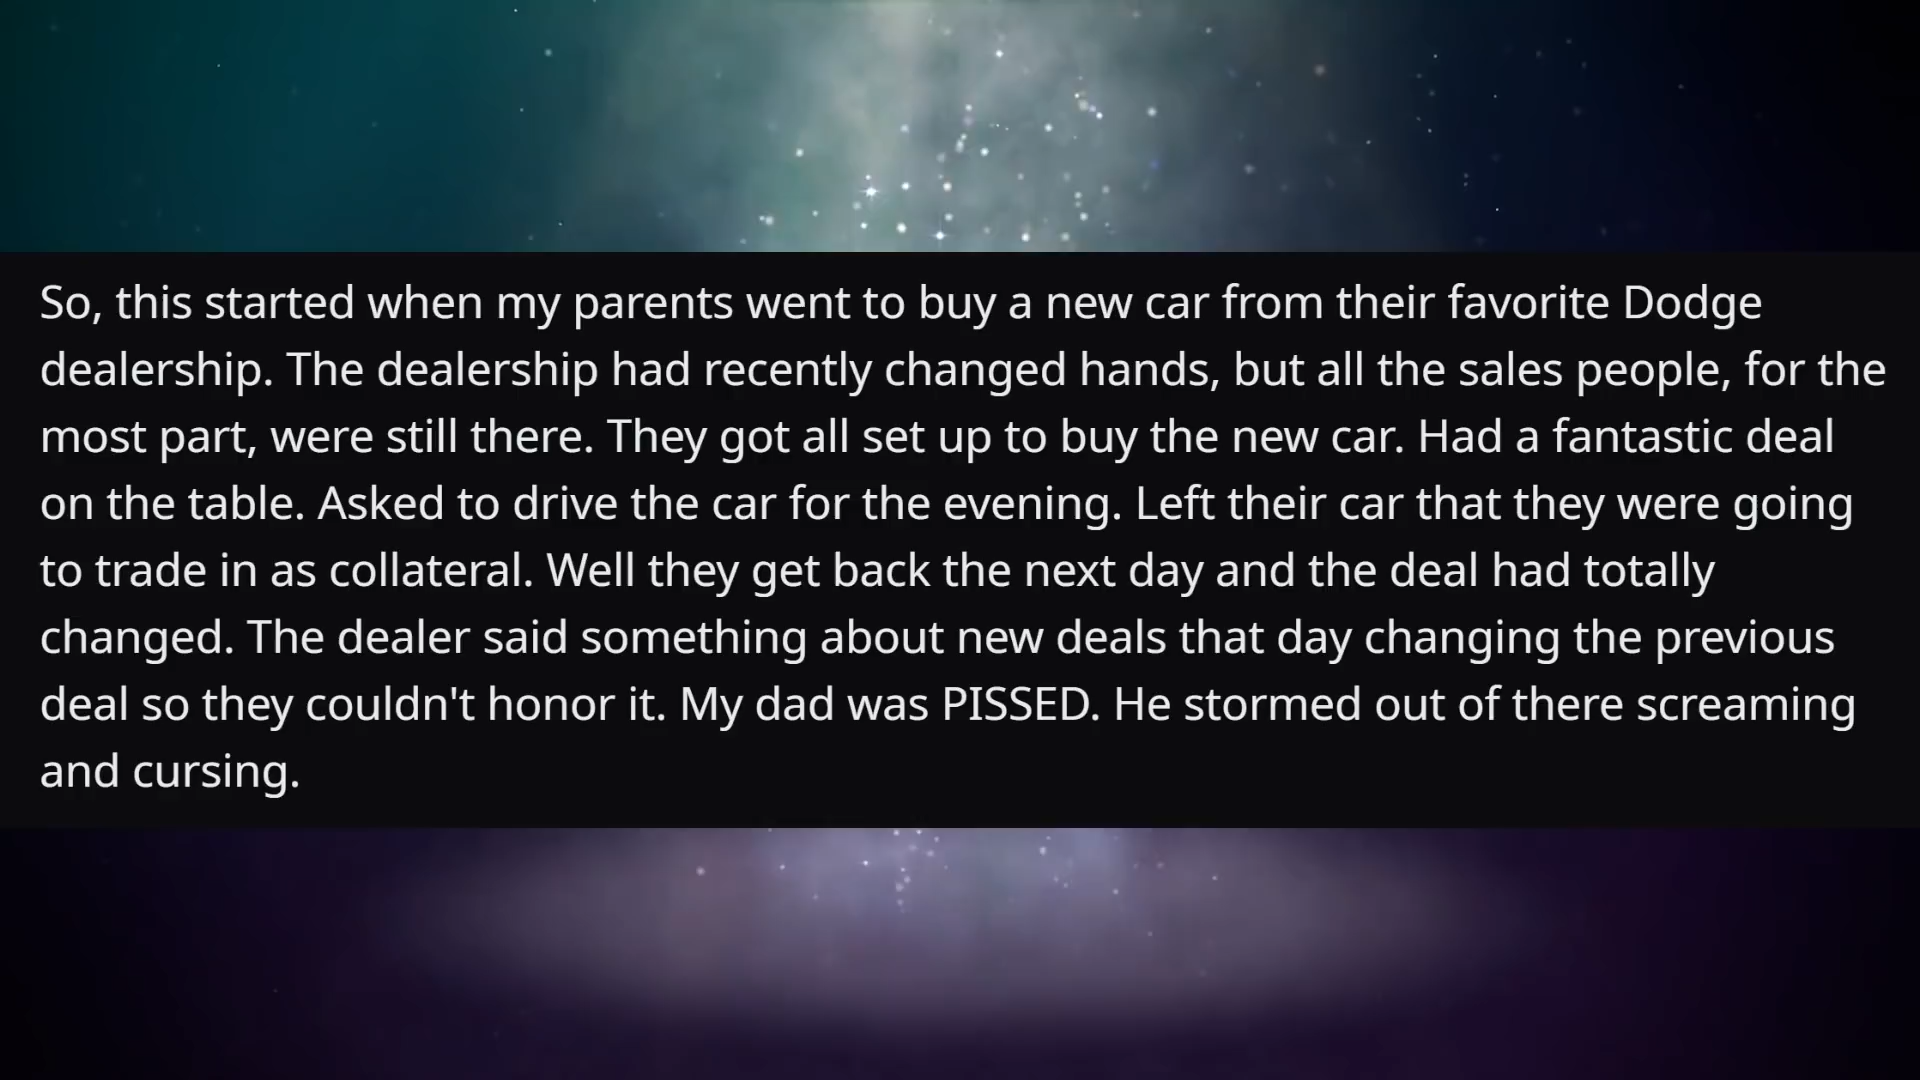 So, this started when my parents went to buy a new car from their favorite Dodge
dealership. The dealership had recently changed hands, but all the sales people, for the
most part, were still there. They got all set up to buy the new car. Had a fantastic deal
on the table. Asked to drive the car for the evening. Left their car that they were going
to trade in as collateral. Well they get back the next day and the deal had totally
changed. The dealer said something about new deals that day changing the previous
deal so they couldn't honor it. My dad was PISSED. He stormed out of there screaming
and cursing.